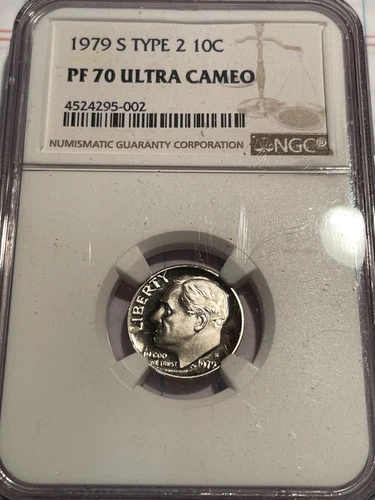 1979 S TYPE 2 10C
PF 70 ULTRA CAMEO
4524295-002
NUMISMATIC GUARANTY CORPORATION
NGC®
LIBERTY
IN GOD
WE TRUST
S
1979